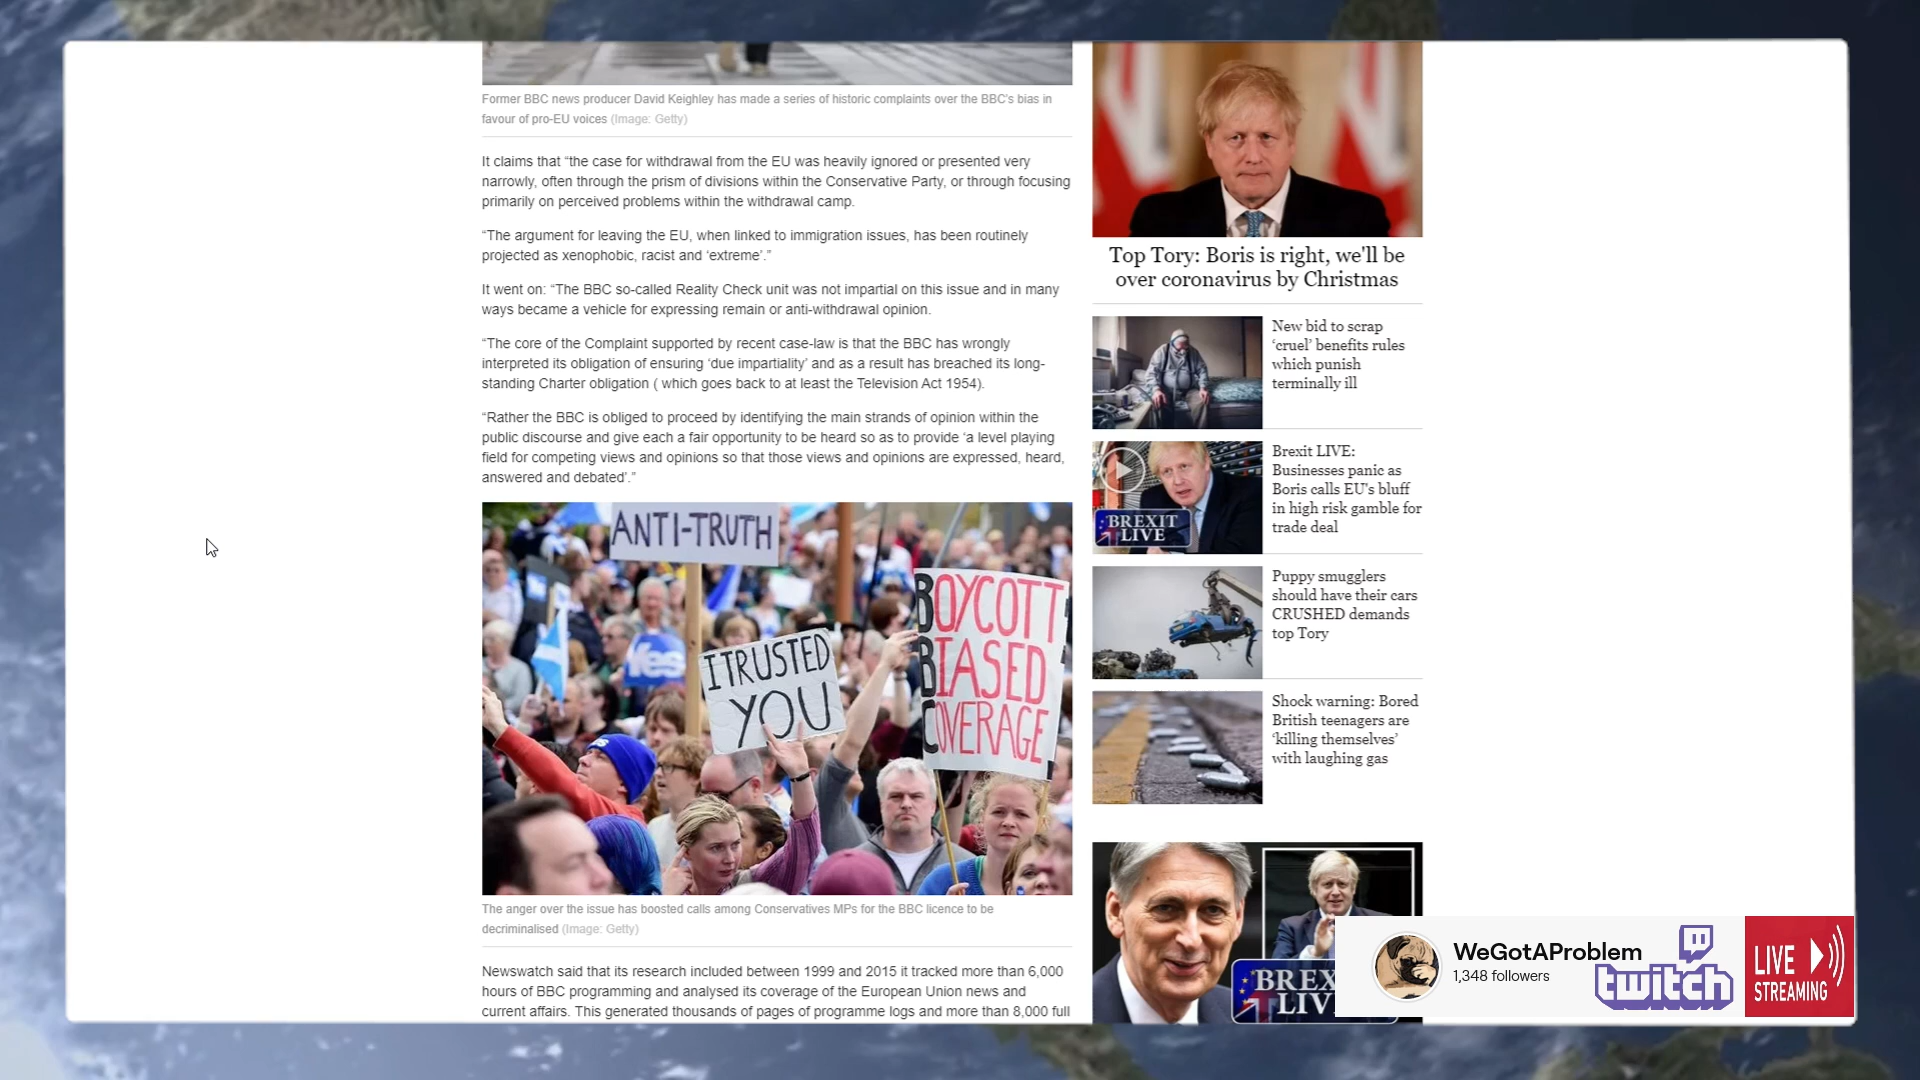 Former BBC news producer David Keighley has made a series of historic complaints over the BBC's bias in
favour of pro-EU voices (Image: Getty)
It claims that “the case for withdrawal from the EU was heavily ignored or presented very
narrowly, often through the prism of divisions within the Conservative Party, or through focusing
primarily on perceived problems within the withdrawal camp.
“The argument for leaving the EU, when linked to immigration issues, has been routinely
projected as xenophobic, racist and ‘extreme’.”
It went on: “The BBC so-called Reality Check unit was not impartial on this issue and in many
ways became a vehicle for expressing remain or anti-withdrawal opinion.
“The core of the Complaint supported by recent case-law is that the BBC has wrongly
interpreted its obligation of ensuring ‘due impartiality’ and as a result has breached its long-
standing Charter obligation ( which goes back to at least the Television Act 1954).
“Rather the BBC is obliged to proceed by identifying the main strands of opinion within the
public discourse and give each a fair opportunity to be heard so as to provide ‘a level playing
field for competing views and opinions so that those views and opinions are expressed, heard,
answered and debated’.”
ANTI-TRUTH
Yes
I TRUSTED
YOU
BOYCOTT
BIASED
COVERAGE
The anger over the issue has boosted calls among Conservatives MPs for the BBC licence to be
decriminalised (Image: Getty)
Newswatch said that its research included between 1999 and 2015 it tracked more than 6,000
hours of BBC programming and analysed its coverage of the European Union news and
current affairs. This generated thousands of pages of programme logs and more than 8,000 full
Top Tory: Boris is right, we'll be
over coronavirus by Christmas
New bid to scrap
‘cruel’ benefits rules
which punish
terminally ill
BREXIT
LIVE
Brexit LIVE:
Businesses panic as
Boris calls EU's bluff
in high risk gamble for
trade deal
Puppy smugglers
should have their cars
CRUSHED demands
top Tory
Shock warning: Bored
British teenagers are
‘killing themselves’
with laughing gas
BREX
LIV
WeGotAProblem
1,348 followers
twitch
LIVE
STREAMING